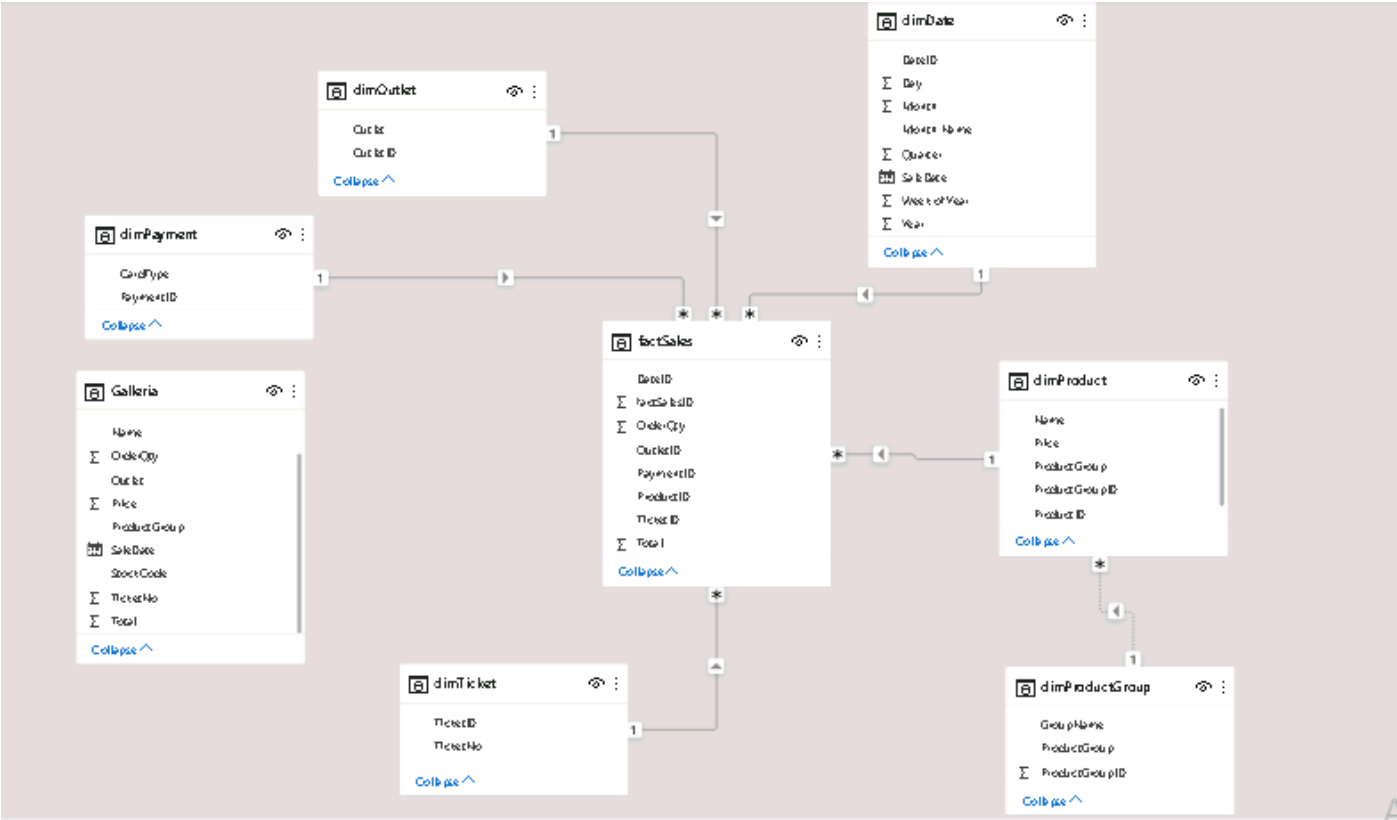 dimDate
DateID
Day
Month
Month Name
Quarter
SaleDate
Week of Year
Year
Collapse
1
dimOutlet
Outlet
OutletID
Collapse
1
dimPayment
CardType
PaymentID
Collapse
1
* * *
factSales
DateID
factSalesID
OrderQty
OutletID
PaymentID
ProductID
TicketID
Total
Collapse
*
*
Galleria
Name
OrderQty
Outlet
Price
ProductGroup
SaleDate
StockCode
TicketNo
Total
Collapse
1
dimProduct
Name
Price
ProductGroup
ProductGroupID
ProductID
Collapse
*
dimTicket
TicketID
TicketNo
Collapse
1
1
dimProductGroup
GroupName
ProductGroup
ProductGroupID
Collapse